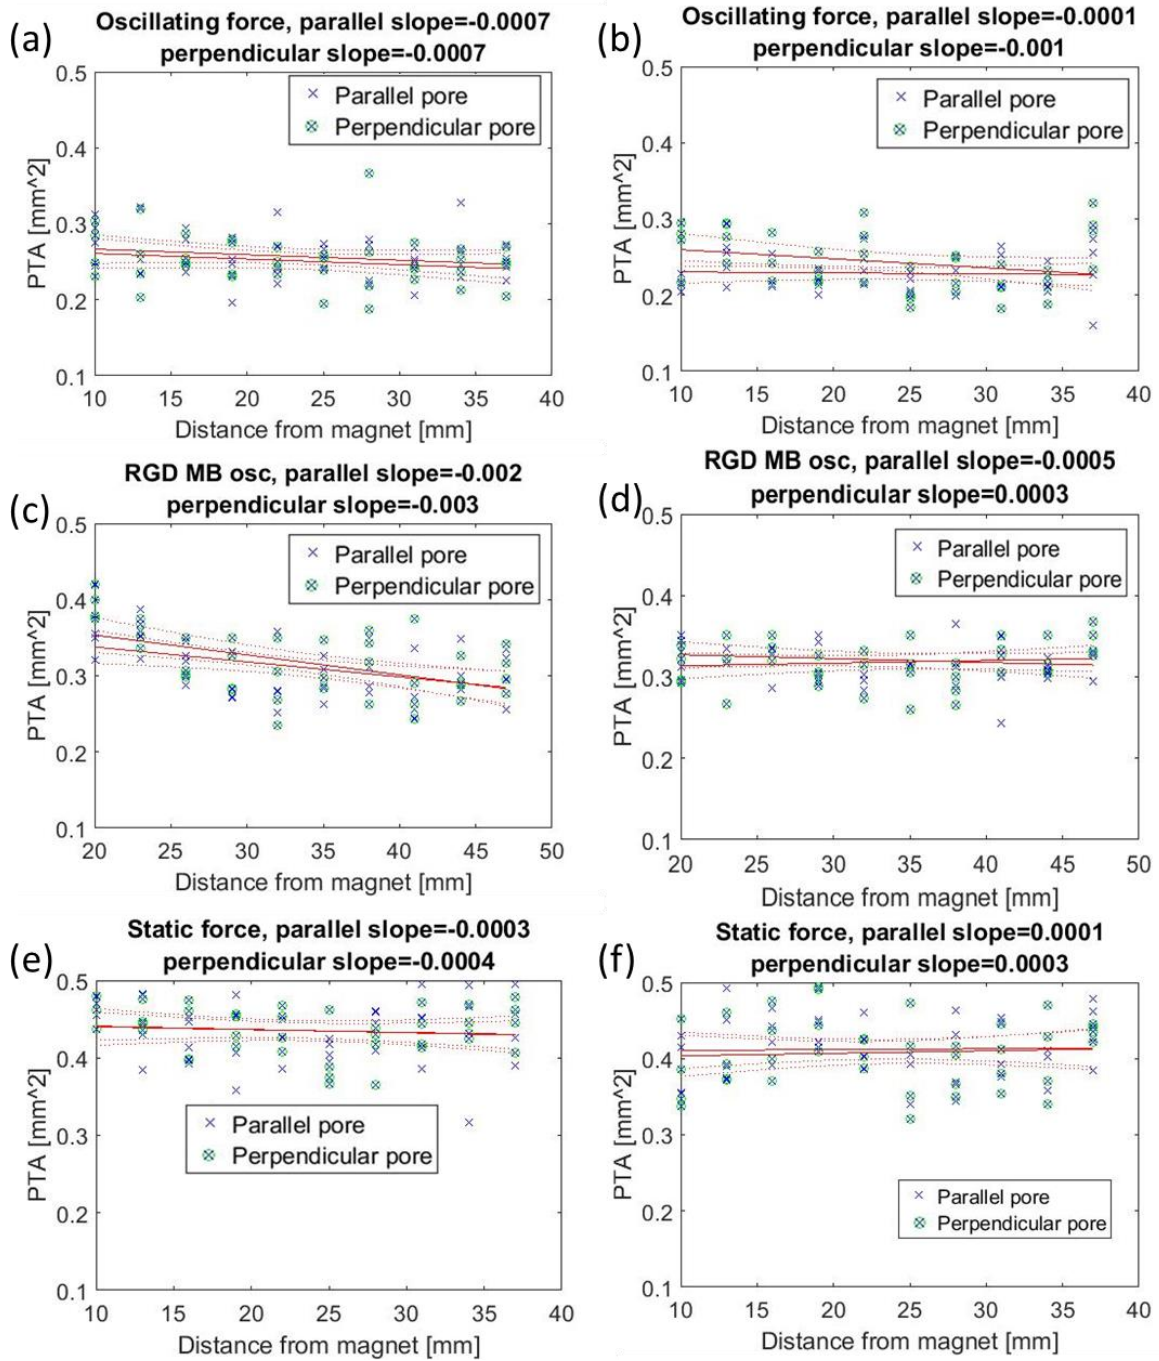 (a)
Oscillating force, parallel slope=-0.0007
perpendicular slope=-0.0007
0.5
0.4
0.3
0.2
0.1
PTA [mm^2]
Parallel pore
Perpendicular pore
10 15 20 25 30 35 40
Distance from magnet [mm]
(b)
Oscillating force, parallel slope=-0.0001
perpendicular slope=-0.001
0.5
0.4
0.3
0.2
0.1
PTA [mm^2]
Parallel pore
Perpendicular pore
10 15 20 25 30 35 40
Distance from magnet [mm]
(c)
RGD MB osc, parallel slope=-0.002
perpendicular slope=-0.003
0.5
0.4
0.3
0.2
0.1
PTA [mm^2]
Parallel pore
Perpendicular pore
20 25 30 35 40 45 50
Distance from magnet [mm]
(d)
RGD MB osc, parallel slope=-0.0005
perpendicular slope=0.0003
0.5
0.4
0.3
0.2
0.1
PTA [mm^2]
Parallel pore
Perpendicular pore
20 25 30 35 40 45 50
Distance from magnet [mm]
(e)
Static force, parallel slope=-0.0003
perpendicular slope=-0.0004
0.5
0.4
0.3
0.2
0.1
PTA [mm^2]
Parallel pore
Perpendicular pore
10 15 20 25 30 35 40
Distance from magnet [mm]
(f)
Static force, parallel slope=0.0001
perpendicular slope=0.0003
0.5
0.4
0.3
0.2
0.1
PTA [mm^2]
Parallel pore
Perpendicular pore
10 15 20 25 30 35 40
Distance from magnet [mm]